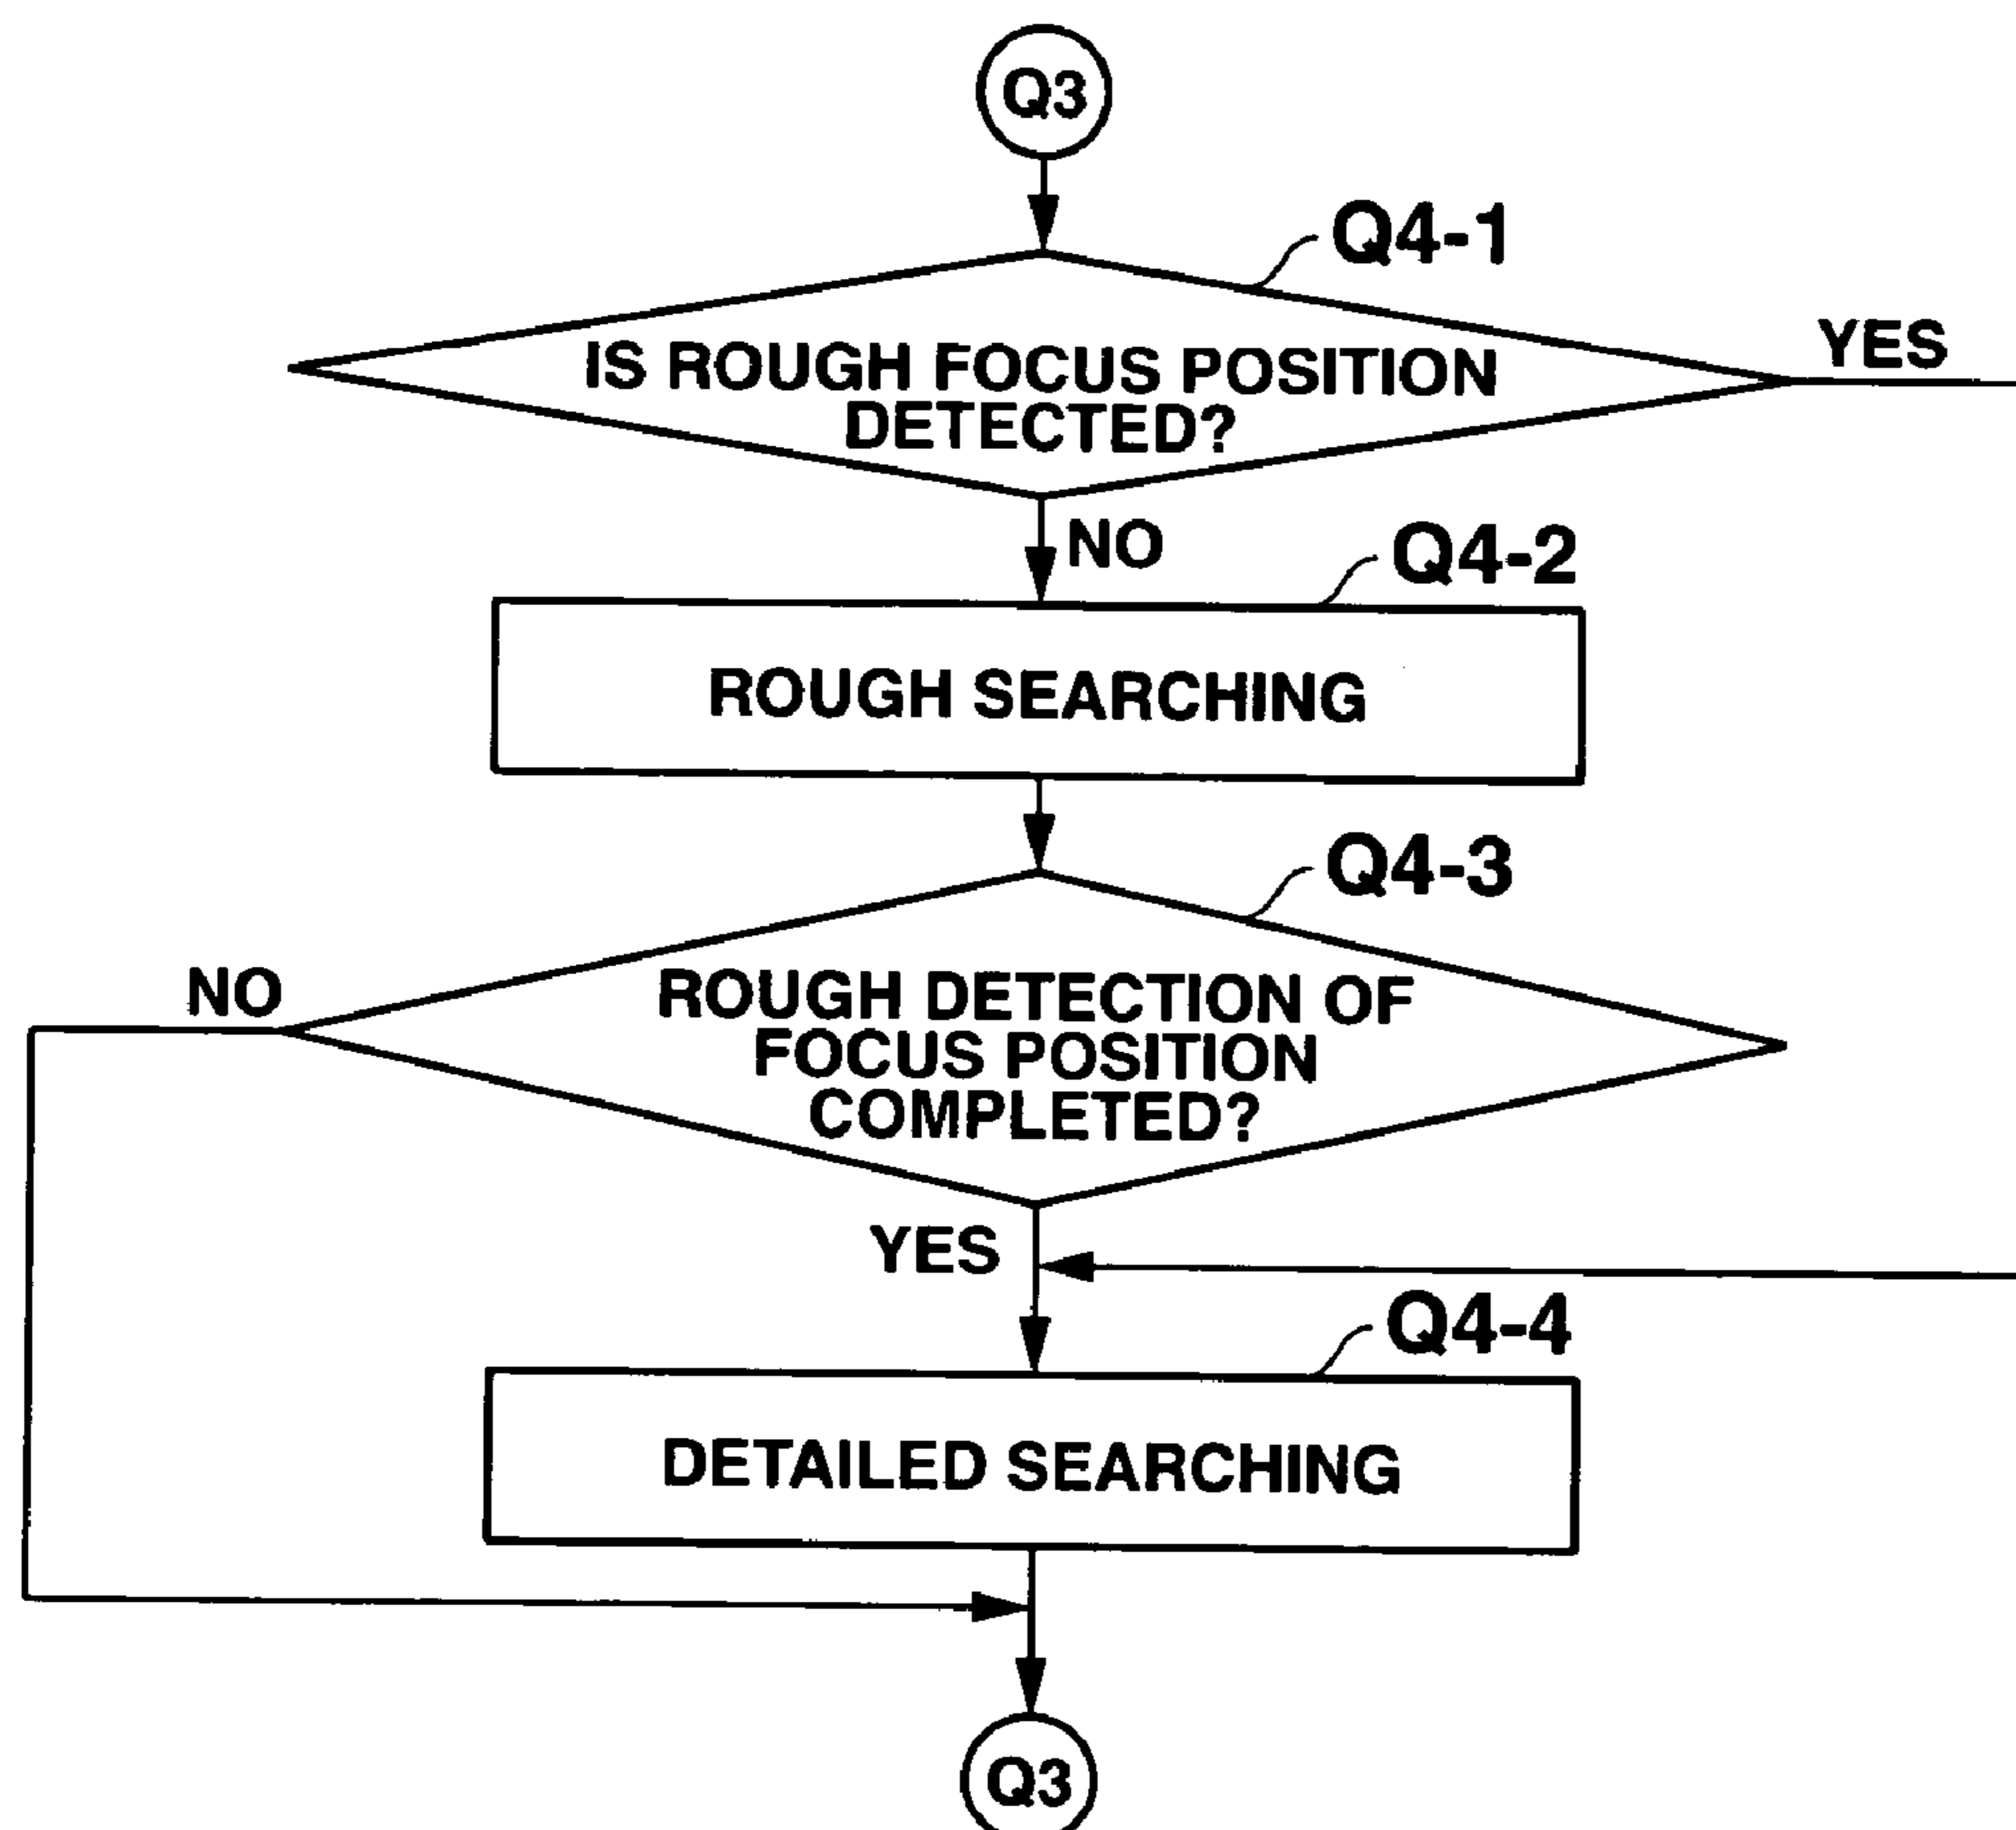 Q3
Q4-1
IS ROUGH FOCUS POSITION
DETECTED?
YES
NO
Q4-2
ROUGH SEARCHING
Q4-3
ROUGH DETECTION OF
FOCUS POSITION
COMPLETED?
NO
YES
Q4-4
DETAILED SEARCHING
Q3